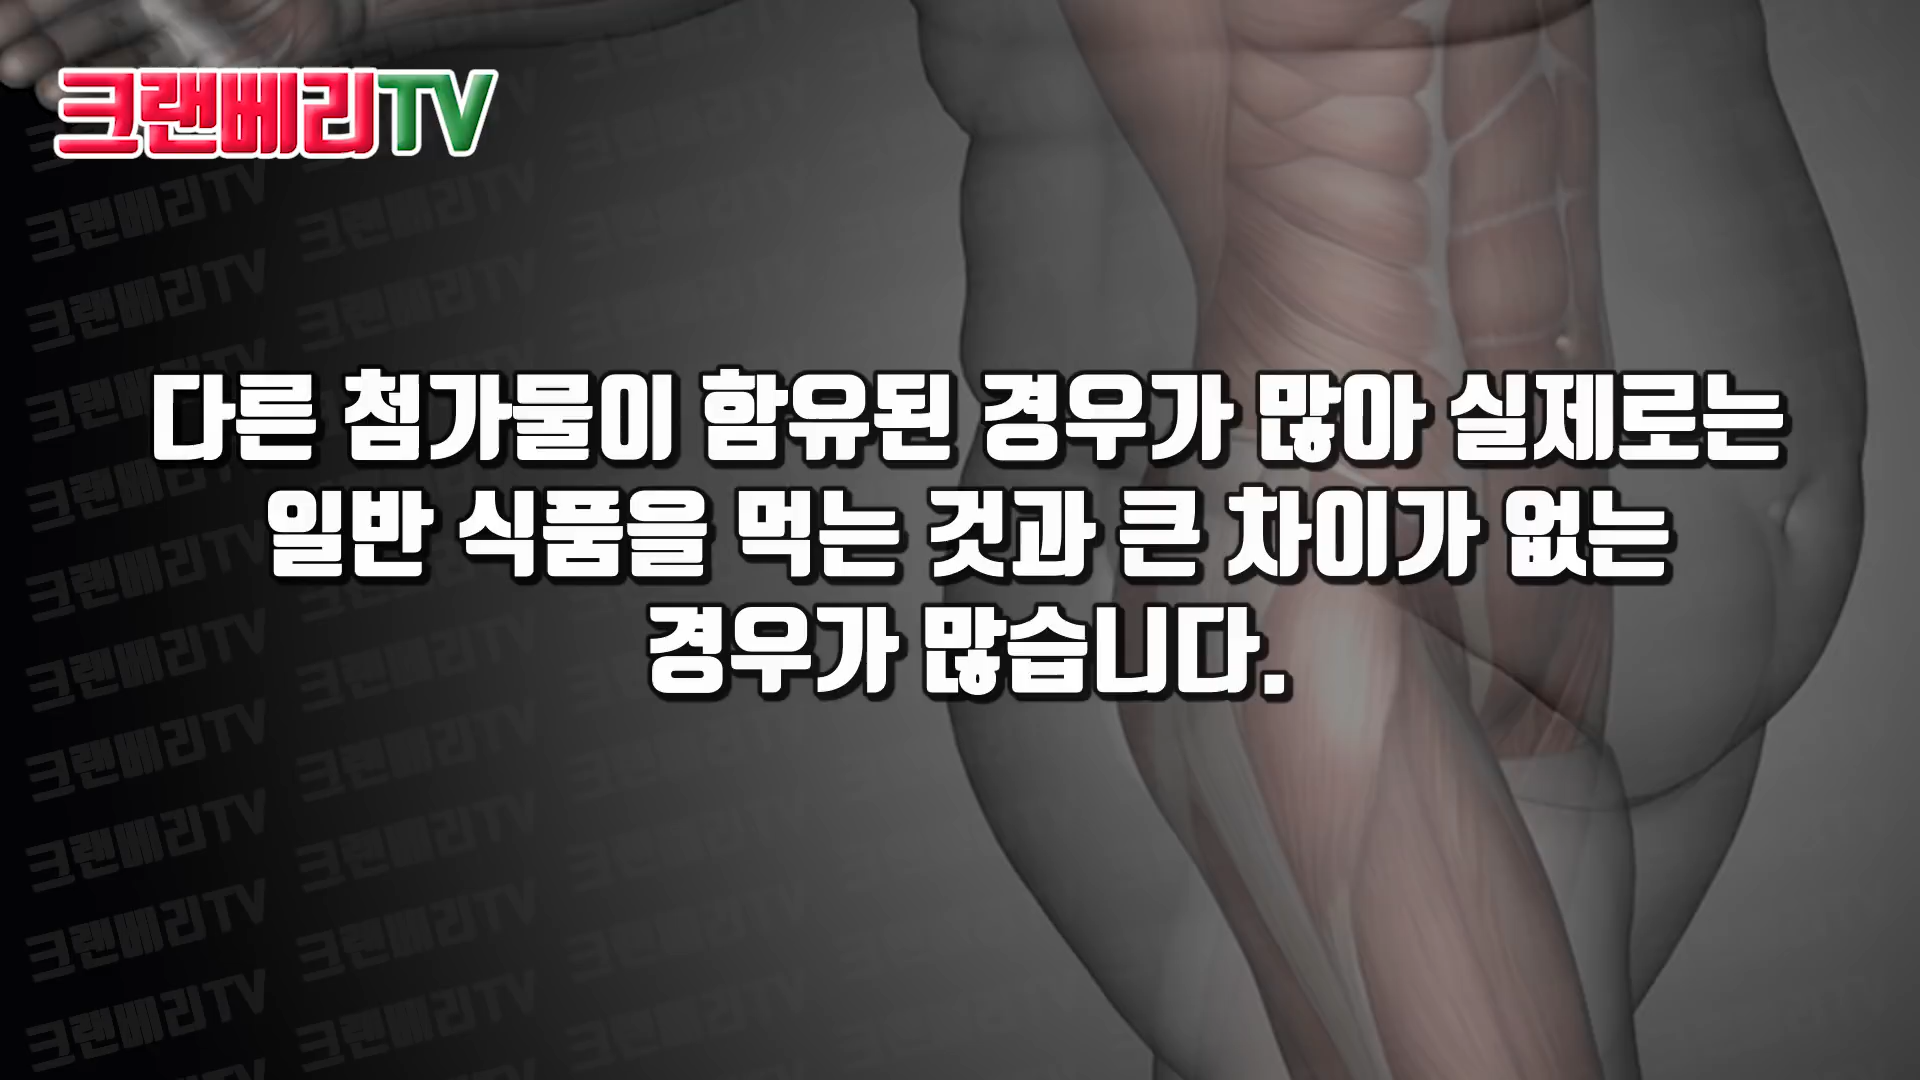 크랜베리TV
다른 첨가물이 함유된 경우가 많아 실제로는
일반 식품을 먹는 것과 큰 차이가 없는
경우가 많습니다.